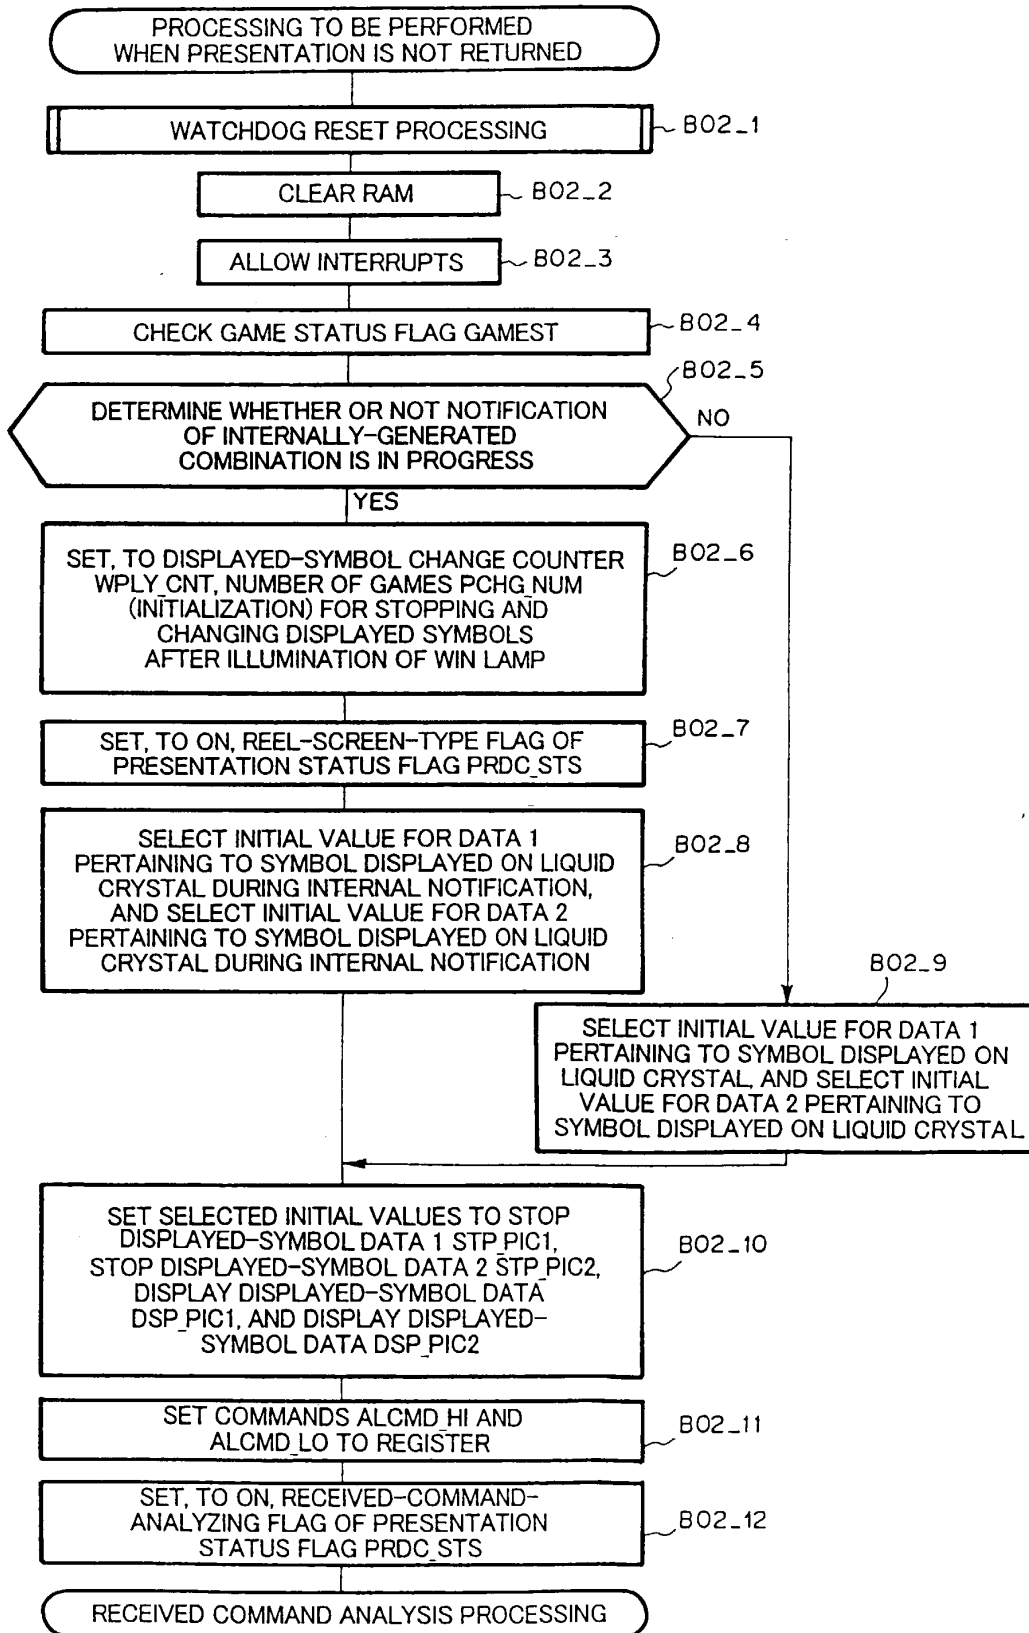 PROCESSING TO BE PERFORMED
WHEN PRESENTATION IS NOT RETURNED
WATCHDOG RESET PROCESSING
B02_1
CLEAR RAM
B02_2
ALLOW INTERRUPTS
B02_3
CHECK GAME STATUS FLAG GAMEST
B02_4
B02_5
DETERMINE WHETHER OR NOT NOTIFICATION
OF INTERNALLY-GENERATED
COMBINATION IS IN PROGRESS
NO
YES
SET, TO DISPLAYED-SYMBOL CHANGE COUNTER
WPLY_CNT, NUMBER OF GAMES PCHG_NUM
(INITIALIZATION) FOR STOPPING AND
CHANGING DISPLAYED SYMBOLS
AFTER ILLUMINATION OF WIN LAMP
B02_6
SET, TO ON, REEL-SCREEN-TYPE FLAG OF
PRESENTATION STATUS FLAG PRDC_STS
B02_7
SELECT INITIAL VALUE FOR DATA 1
PERTAINING TO SYMBOL DISPLAYED ON LIQUID
CRYSTAL DURING INTERNAL NOTIFICATION,
AND SELECT INITIAL VALUE FOR DATA 2
PERTAINING TO SYMBOL DISPLAYED ON LIQUID
CRYSTAL DURING INTERNAL NOTIFICATION
B02_8
B02_9
SELECT INITIAL VALUE FOR DATA 1
PERTAINING TO SYMBOL DISPLAYED ON
LIQUID CRYSTAL, AND SELECT INITIAL
VALUE FOR DATA 2 PERTAINING TO
SYMBOL DISPLAYED ON LIQUID CRYSTAL
SET SELECTED INITIAL VALUES TO STOP
DISPLAYED-SYMBOL DATA 1 STP_PIC1,
STOP DISPLAYED-SYMBOL DATA 2 STP_PIC2,
DISPLAY DISPLAYED-SYMBOL DATA
DSP_PIC1, AND DISPLAY DISPLAYED-
SYMBOL DATA DSP_PIC2
B02_10
SET COMMANDS ALCMD_HI AND
ALCMD_LO TO REGISTER
B02_11
SET, TO ON, RECEIVED-COMMAND-
ANALYZING FLAG OF PRESENTATION
STATUS FLAG PRDC_STS
B02_12
RECEIVED COMMAND ANALYSIS PROCESSING